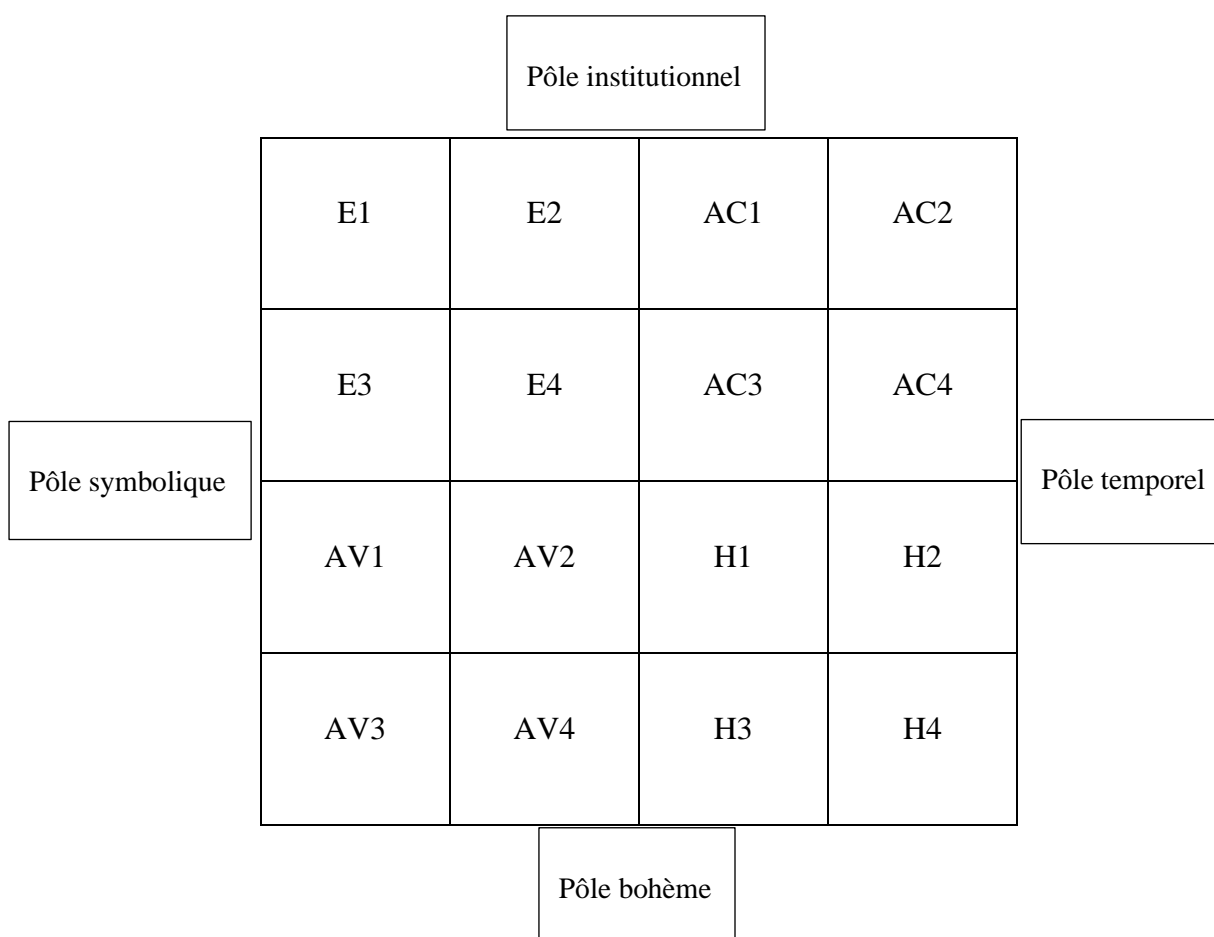 Pôle institutionnel
E1 E2 AC1 AC2
E3 E4 AC3 AC4
Pôle symbolique
Pôle temporel
AV1 AV2 H1 H2
AV3 AV4 H3 H4
Pôle bohème